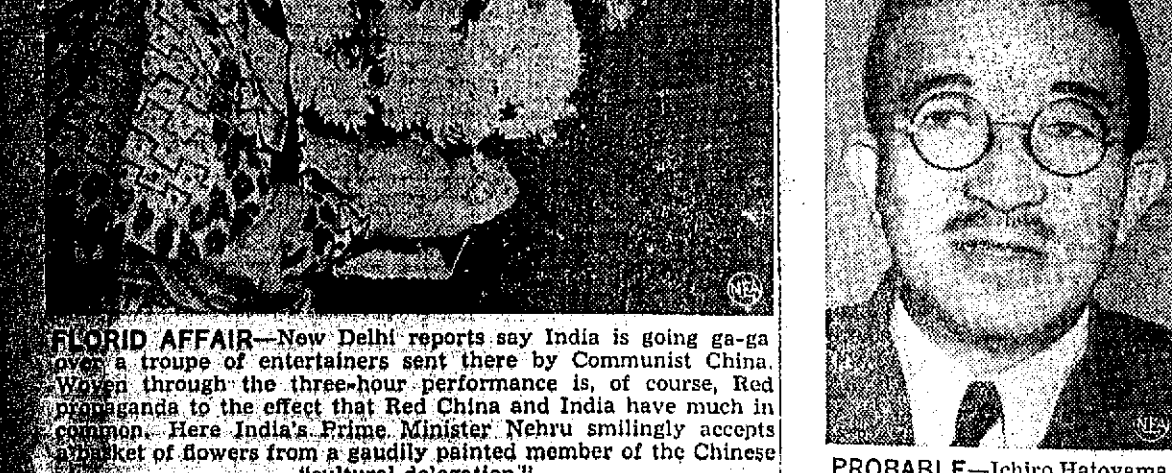 NEA
FLORID AFFAIR—New Delhi reports say India is going ga-ga
over a troupe of entertainers sent there by Communist China.
Woven through the three-hour performance is, of course, Red
propaganda to the effect that Red China and India have much in
common. Here India's Prime Minister Nehru smilingly accepts
a basket of flowers from a gaudily painted member of the Chinese
"cultural delegation."
PROBABLE—Ichiro Hatoyama